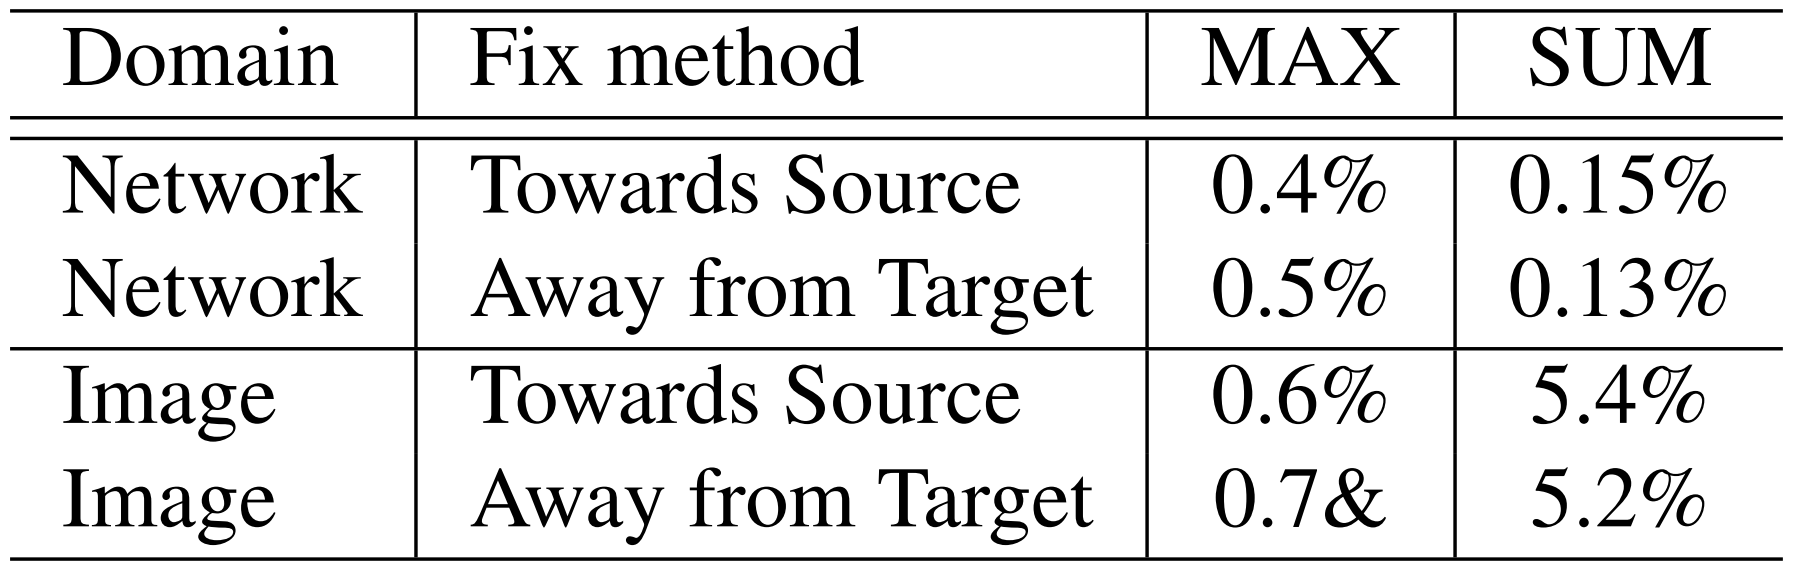 Domain Fix method MAX SUM
Network Towards Source 0.4% 0.15%
Network Away from Target 0.5% 0.13%
Image Towards Source 0.6% 5.4%
Image Away from Target 0.7& 5.2%